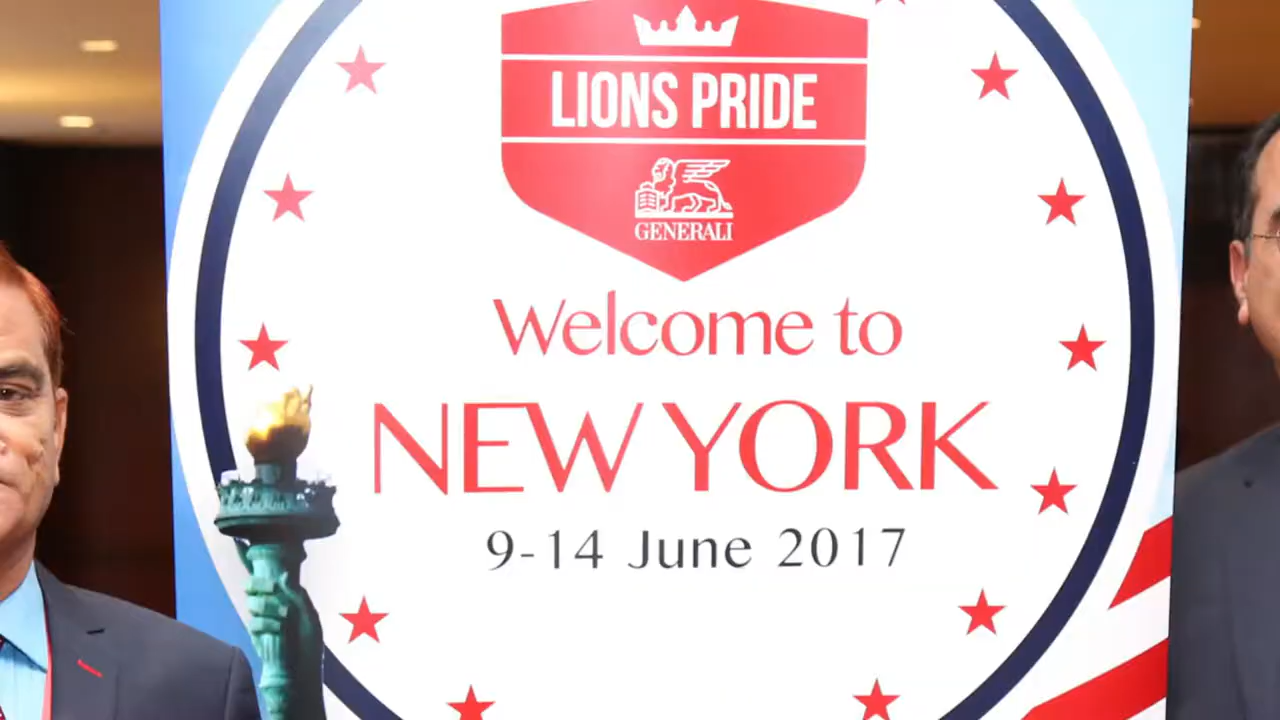 LIONS PRIDE
GENERALI
Welcome to
NEW YORK
9-14 June 2017